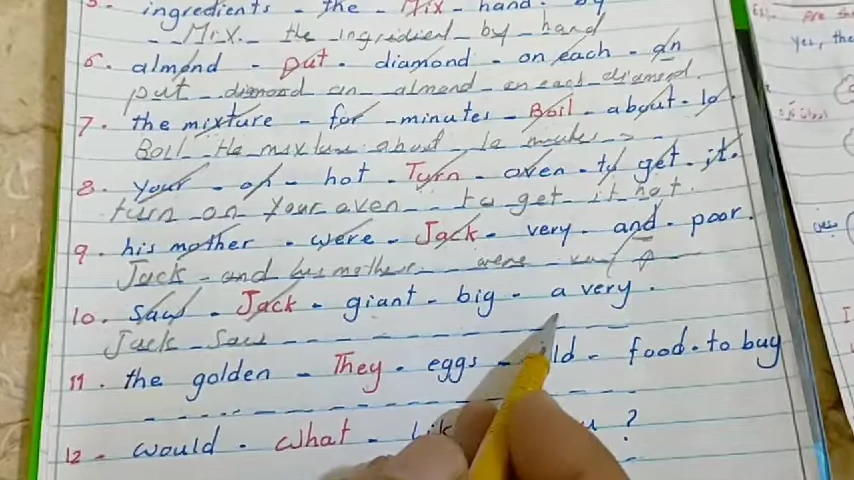 5. ingredients - the - Mix - hand. by
Mix the ingredient by hand
6. almond - put - diamond - on each - an
put diamond an almond on each diamond.
7. the mixture - for - minutes - Boil - about - 10.
Boil the mixture about 10 minutes
8. your - on - hot - Turn - oven - to get - it.
turn on your oven to get it hot.
9. his mother - were - Jack - very - and - poor.
Jack and his mother were very p
10. saw - Jack - giant - big - a very.
Jack saw
11. the golden - They - eggs - food - to buy
12. would - what - ?